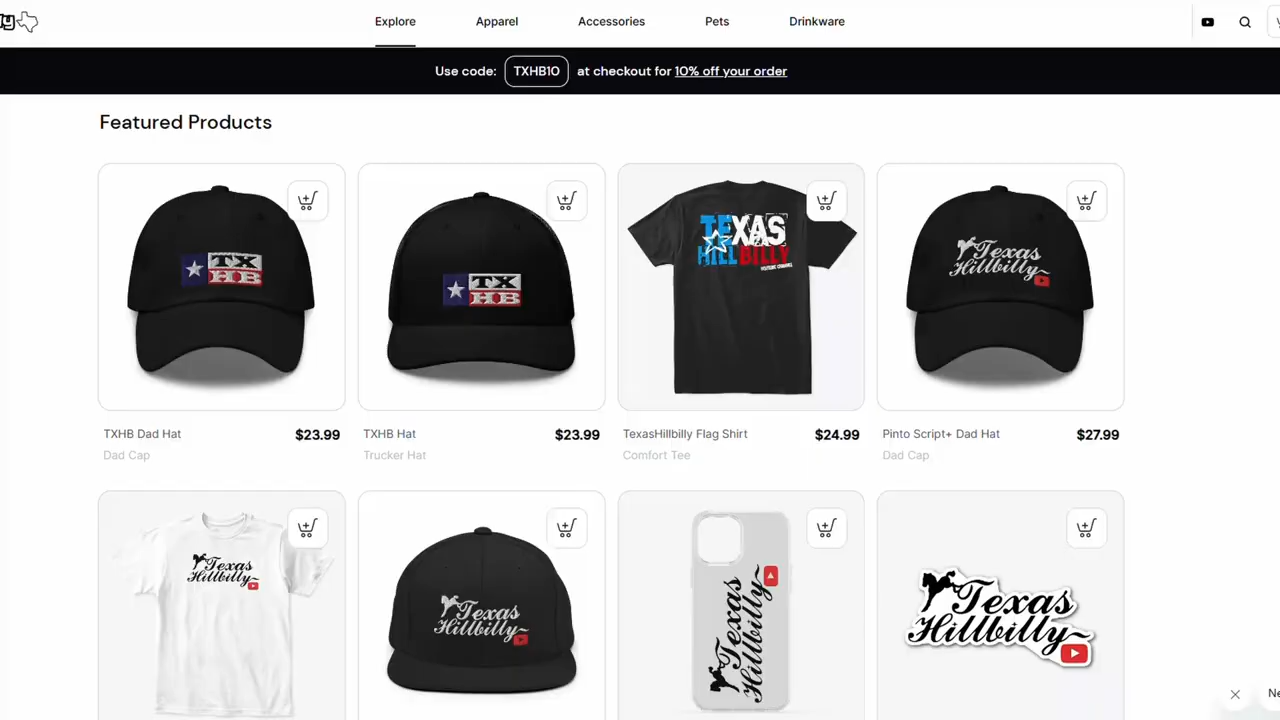 Explore Apparel Accessories Pets Drinkware
Use code: TXHB10 at checkout for 10% off your order
Featured Products
TX
HB
TX
HB
TEXAS
HILLBILLY
Texas
Hillbilly
TXHB Dad Hat $23.99
Dad Cap
TXHB Hat $23.99
Trucker Hat
TexasHillbilly Flag Shirt $24.99
Comfort Tee
Pinto Script+ Dad Hat $27.99
Dad Cap
Texas
Hillbilly
Texas
Hillbilly
Texas
Hillbilly
Texas
Hillbilly